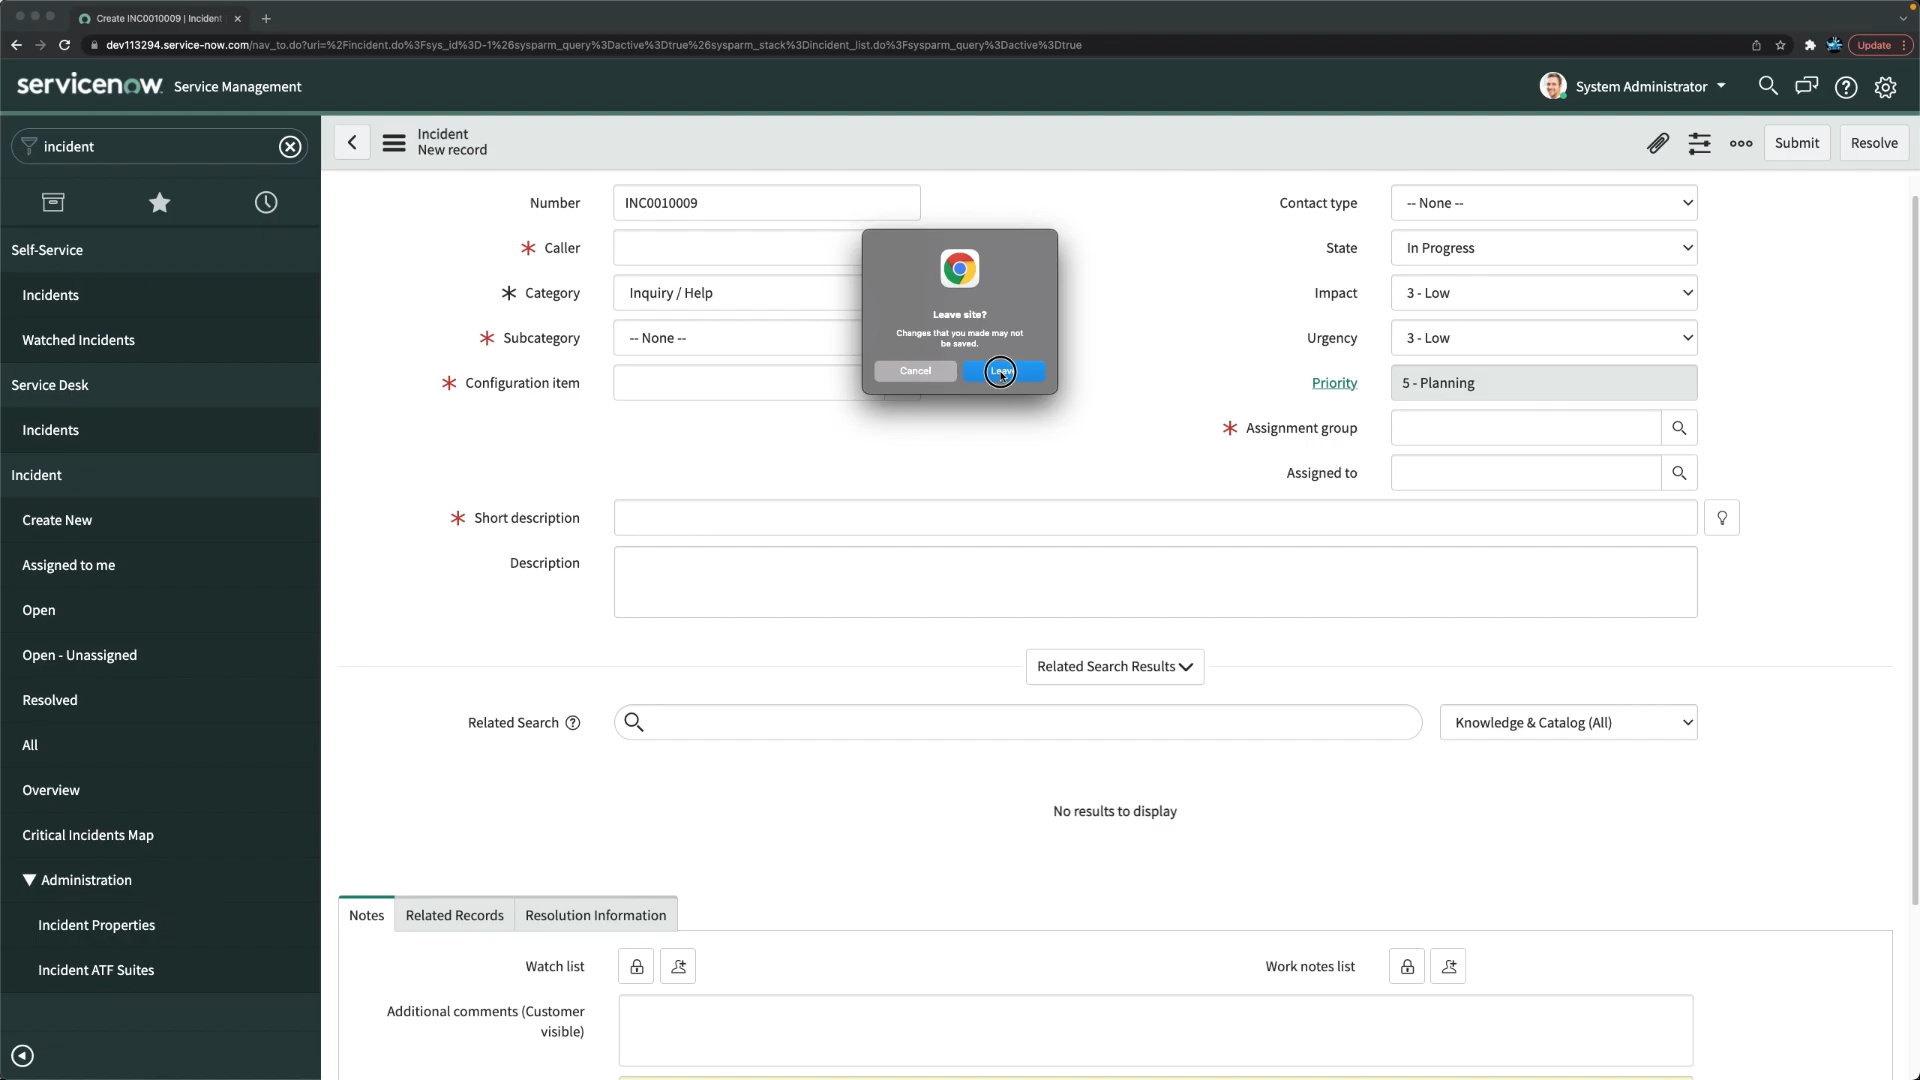 Create INC0010009 | Incident
dev113294.service-now.com/nav_to.do?uri=%2Fincident.do%3Fsys_id%3D-1%26sysparm_query%3Dactive%3Dtrue%26sysparm_stack%3Dincident_list.do%3Fsysparm_query%3Dactive%3Dtrue
Update
servicenow Service Management
System Administrator
incident
Incident
New record
Submit
Resolve
Self-Service
Incidents
Watched Incidents
Service Desk
Incidents
Incident
Create New
Assigned to me
Open
Open - Unassigned
Resolved
All
Overview
Critical Incidents Map
Administration
Incident Properties
Incident ATF Suites
Number
INC0010009
Caller
Category
Inquiry / Help
Subcategory
-- None --
Configuration item
Contact type
-- None --
State
In Progress
Impact
3 - Low
Urgency
3 - Low
Priority
5 - Planning
Assignment group
Assigned to
Leave site?
Changes that you made may not
be saved.
Cancel
Leave
Short description
Description
Related Search Results
Related Search
Knowledge & Catalog (All)
No results to display
Notes
Related Records
Resolution Information
Watch list
Work notes list
Additional comments (Customer
visible)